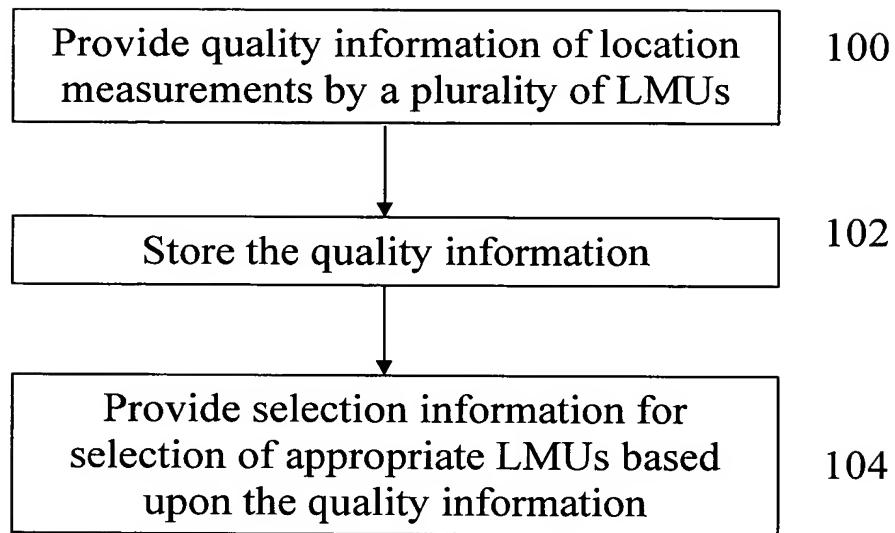 Provide quality information of location
measurements by a plurality of LMUs
100
Store the quality information
102
Provide selection information for
selection of appropriate LMUs based
upon the quality information
104